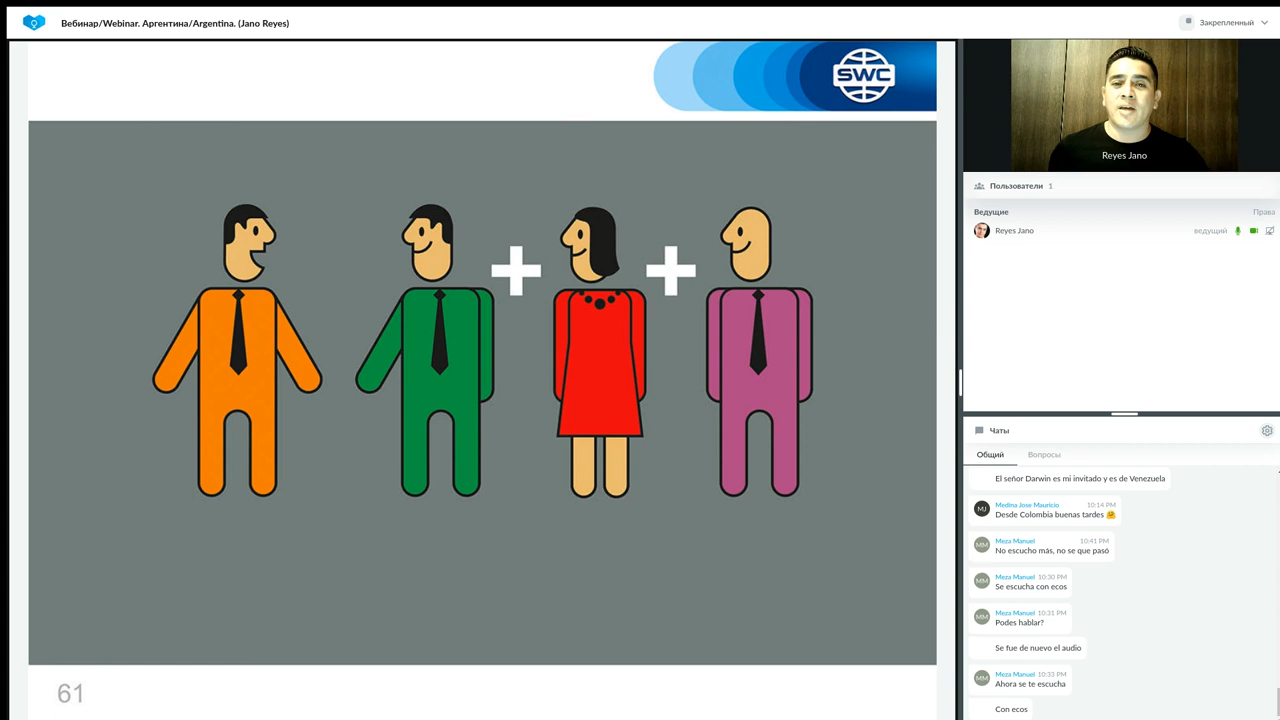 Вебинар/Webinar. Аргентина/Argentina. (Jano Reyes)
Закрепленный
SWC
61
Reyes Jano
Пользователи 1
Ведущие Права
Reyes Jano ведущий
Чаты
Общий Вопросы
El señor Darwin es mi invitado y es de Venezuela
MJ Medina Jose Mauricio 10:14 PM
Desde Colombia buenas tardes 🤗
MM Meza Manuel 10:41 PM
No escucho más, no se que pasó
MM Meza Manuel 10:30 PM
Se escucha con ecos
MM Meza Manuel 10:31 PM
Podes hablar?
Se fue de nuevo el audio
MM Meza Manuel 10:33 PM
Ahora se te escucha
Con ecos